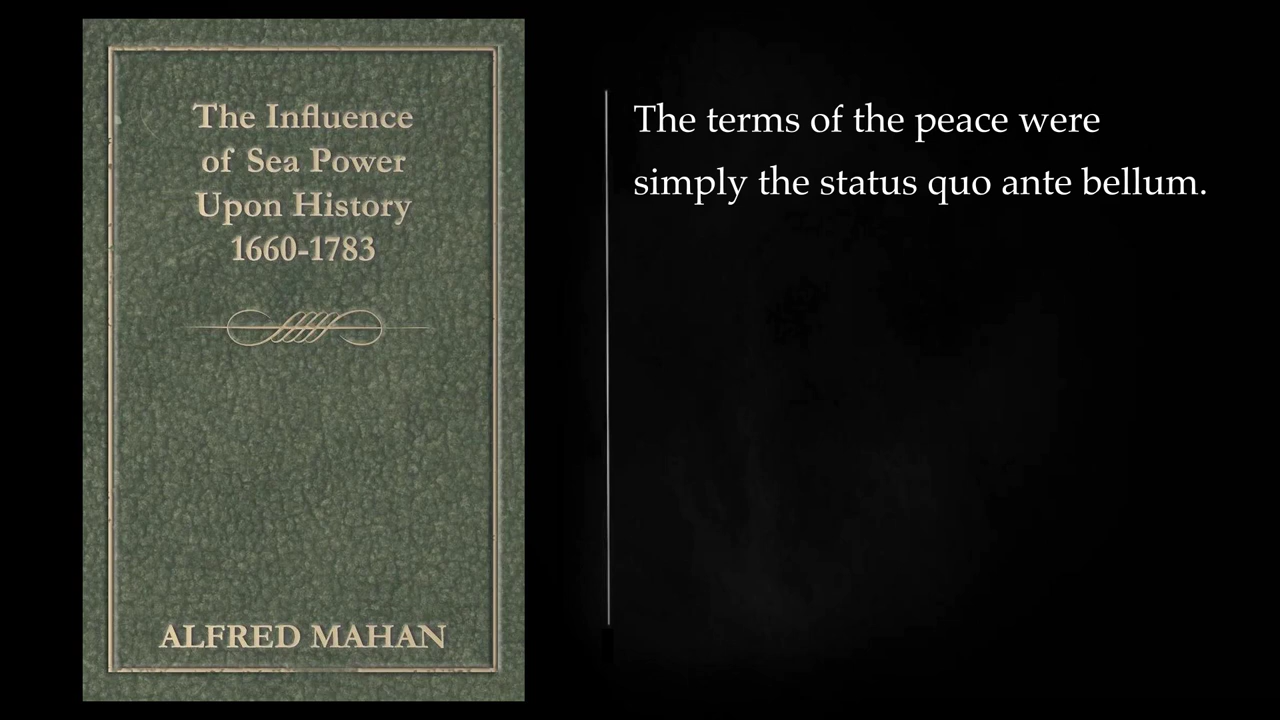 The Influence
of Sea Power
Upon History
1660-1783
ALFRED MAHAN
The terms of the peace were
simply the status quo ante bellum.